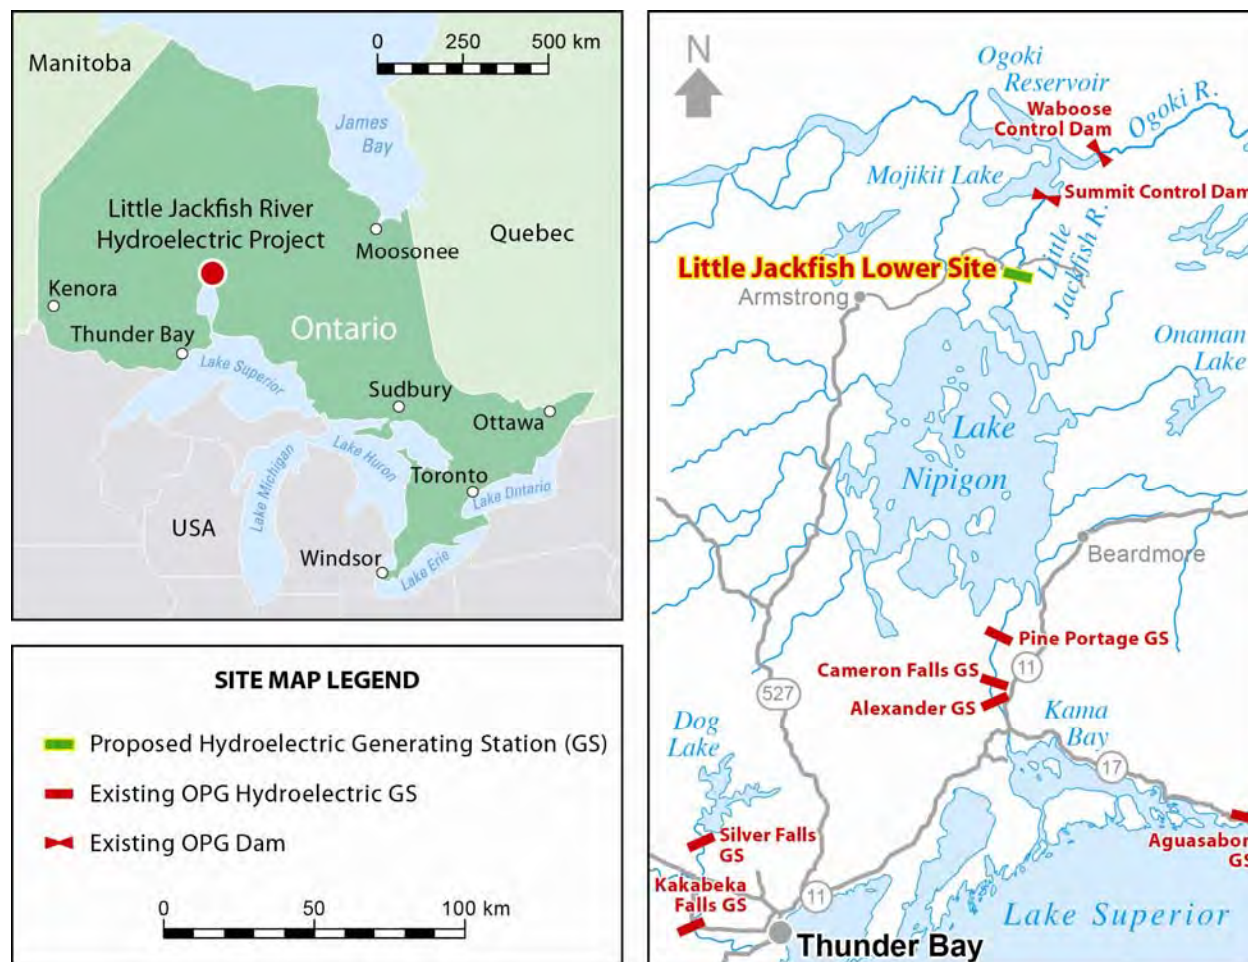 0 250 500 km
Manitoba
James
Bay
Little Jackfish River
Hydroelectric Project
Moosonee
Quebec
Kenora
Ontario
Thunder Bay
Lake Superior
Sudbury
Ottawa
Lake Huron
Lake Michigan
Toronto
Lake Ontario
USA
Windsor
Lake Erie
SITE MAP LEGEND
Proposed Hydroelectric Generating Station (GS)
Existing OPG Hydroelectric GS
Existing OPG Dam
0 50 100 km
N
Ogoki
Reservoir
Waboose
Control Dam
Ogoki R.
Mojikit Lake
Summit Control Dam
Little
Jackfish R.
Little Jackfish Lower Site
Armstrong
Onaman
Lake
Lake
Nipigon
Beardmore
Pine Portage GS
Cameron Falls GS
11
Alexander GS
527
Dog
Lake
Kama
Bay
17
Silver Falls
GS
Aguasabon
GS
Kakabeka
Falls GS
11
Lake Superior
Thunder Bay